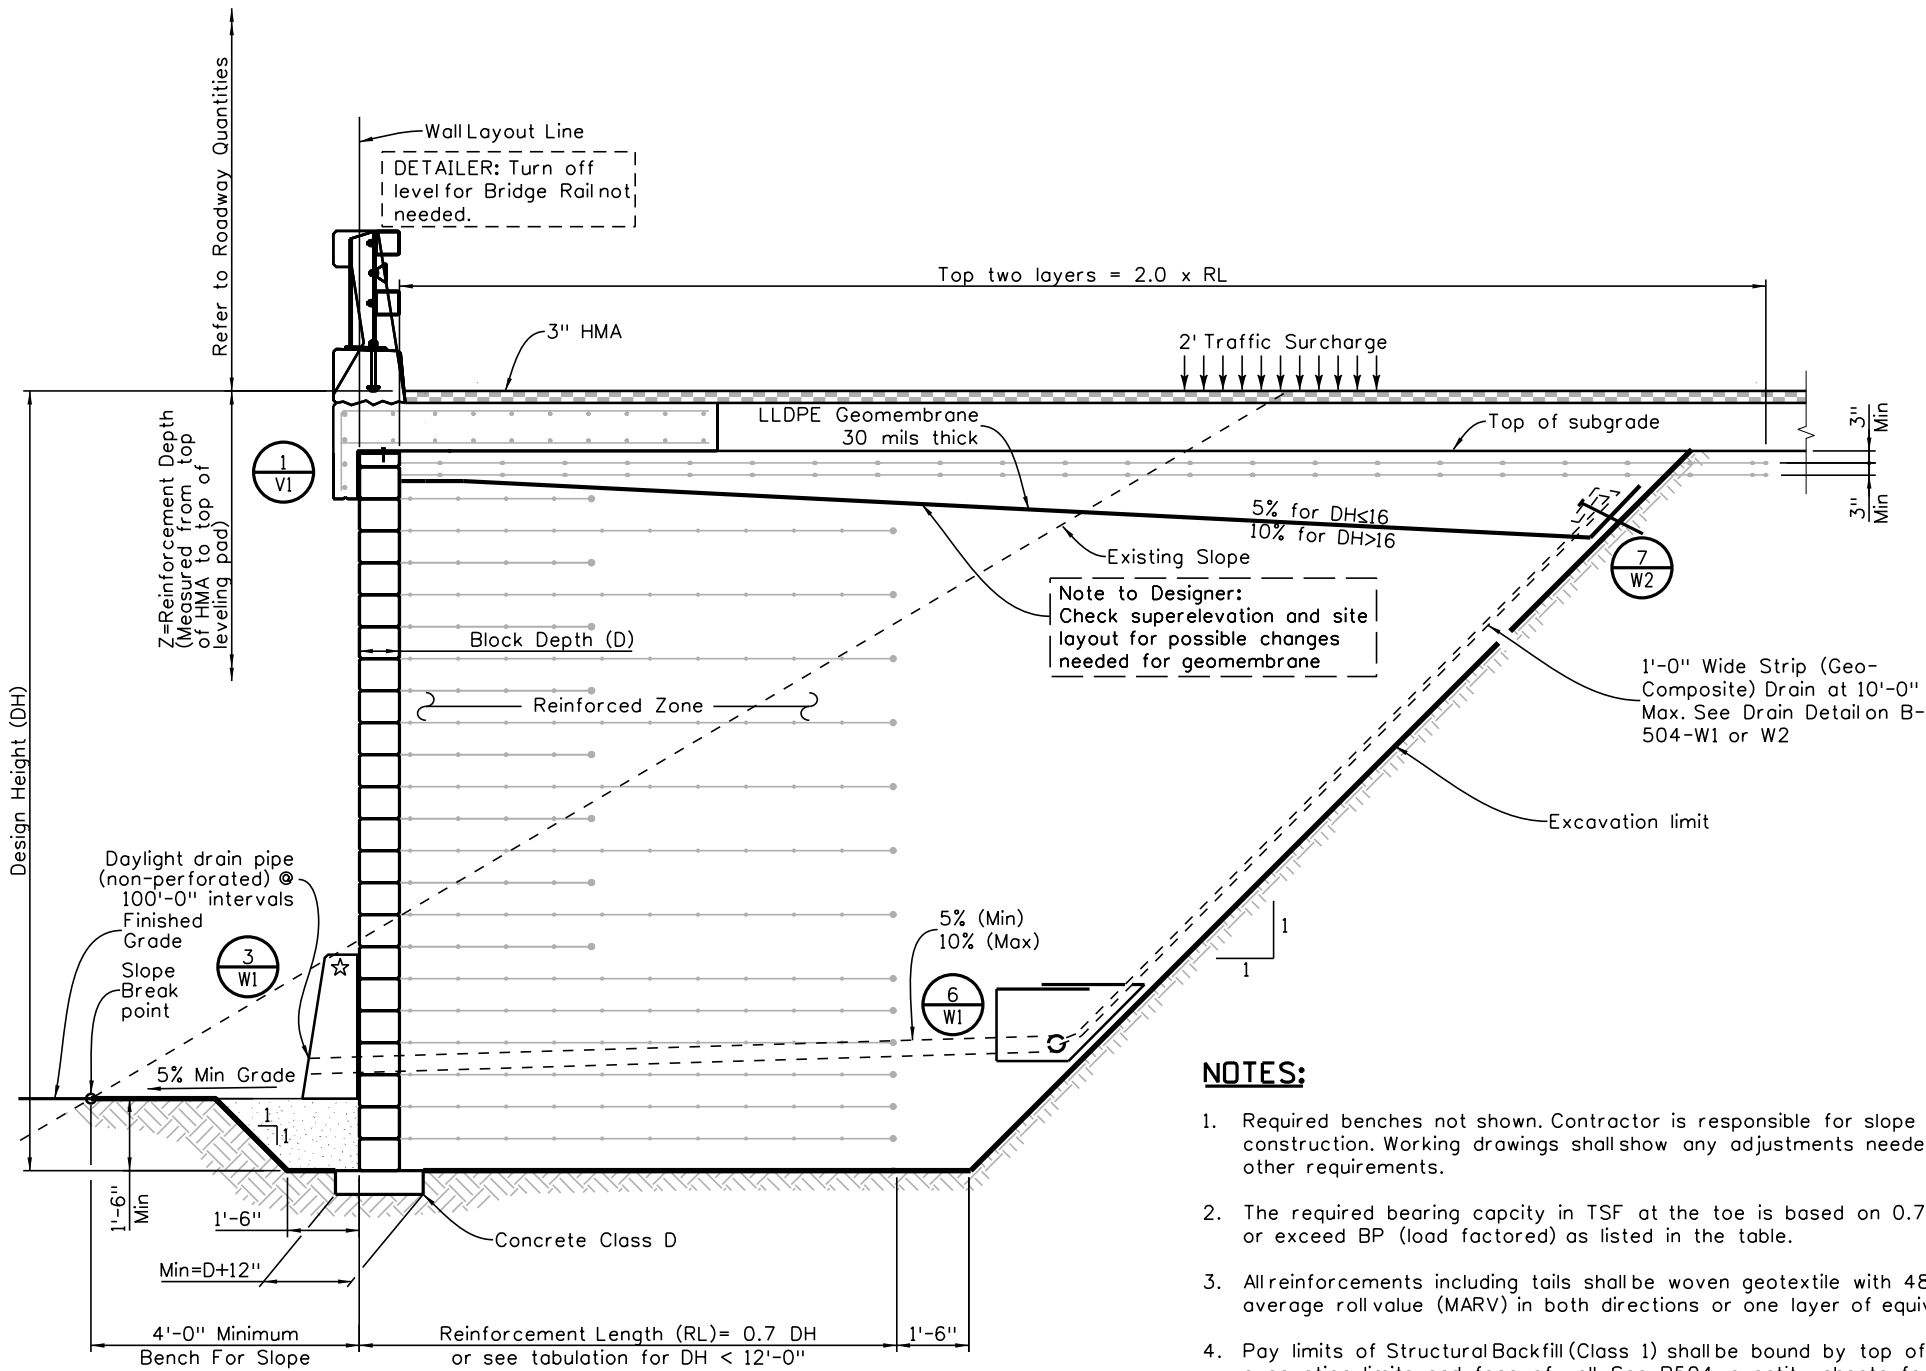 Refer to Roadway Quantities
Wall Layout Line
DETAILER: Turn off
level for Bridge Rail not
needed.
Top two layers = 2.0 x RL
3" HMA
2' Traffic Surcharge
LLDPE Geomembrane
30 mils thick
Top of subgrade
3"
Min
3"
Min
1
V1
Z=Reinforcement Depth
(Measured from top
of HMA to top of
leveling pad)
5% for DH≤16
10% for DH>16
Existing Slope
7
W2
Note to Designer:
Check superelevation and site
layout for possible changes
needed for geomembrane
Block Depth (D)
Reinforced Zone
1'-0" Wide Strip (Geo-
Composite) Drain at 10'-0"
Max. See Drain Detail on B-
504-W1 or W2
Design Height (DH)
Excavation limit
Daylight drain pipe
(non-perforated) @
100'-0" intervals
Finished
Grade
Slope
Break
point
3
W1
5% (Min)
10% (Max)
6
W1
1
1
5% Min Grade
1
1
1'-6"
Min
1'-6"
Min=D+12"
Concrete Class D
4'-0" Minimum
Bench For Slope
Reinforcement Length (RL)= 0.7 DH
or see tabulation for DH < 12'-0"
1'-6"
NOTES:
1. Required benches not shown. Contractor is responsible for slope
construction. Working drawings shall show any adjustments neede
other requirements.
2. The required bearing capcity in TSF at the toe is based on 0.7
or exceed BP (load factored) as listed in the table.
3. All reinforcements including tails shall be woven geotextile with 48
average roll value (MARV) in both directions or one layer of equiv
4. Pay limits of Structural Backfill (Class 1) shall be bound by top of